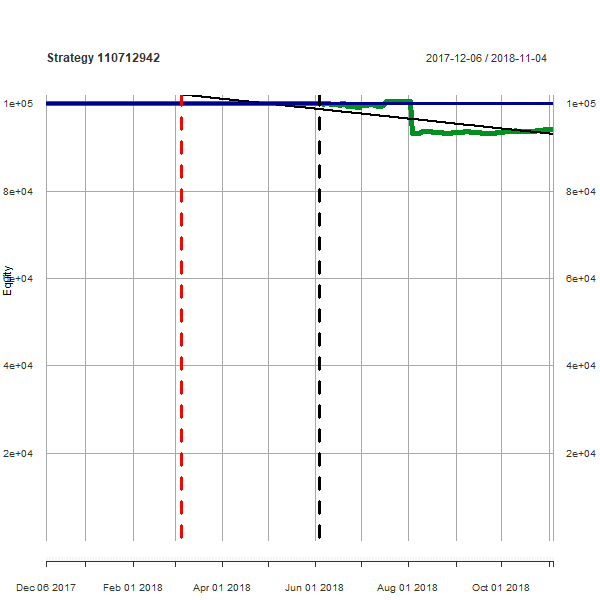 Strategy 110712942
2017-12-06 / 2018-11-04
1e+05
1e+05
8e+04
8e+04
Equity
6e+04
4e+04
4e+04
2e+04
2e+04
Dec 06 2017
Feb 01 2018
Apr 01 2018
Jun 01 2018
Aug 01 2018
Oct 01 2018